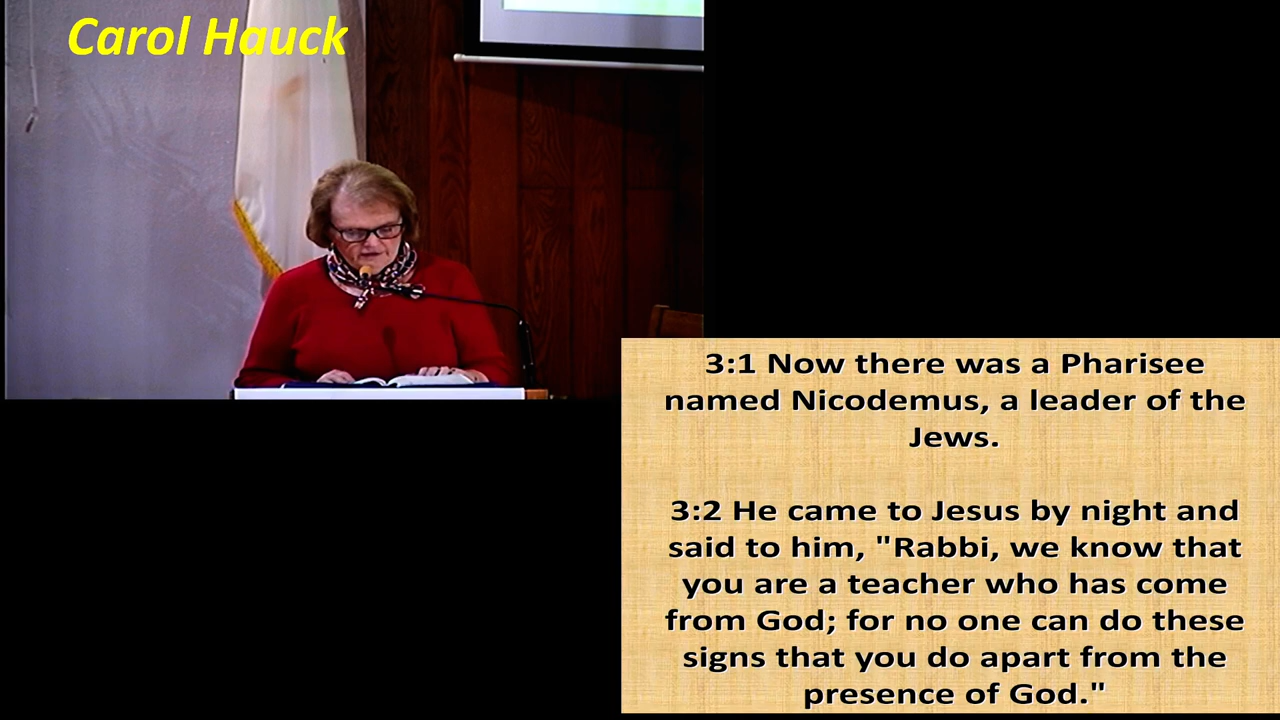 Carol Hauck
3:1 Now there was a Pharisee
named Nicodemus, a leader of the
Jews.
3:2 He came to Jesus by night and
said to him, "Rabbi, we know that
you are a teacher who has come
from God; for no one can do these
signs that you do apart from the
presence of God."